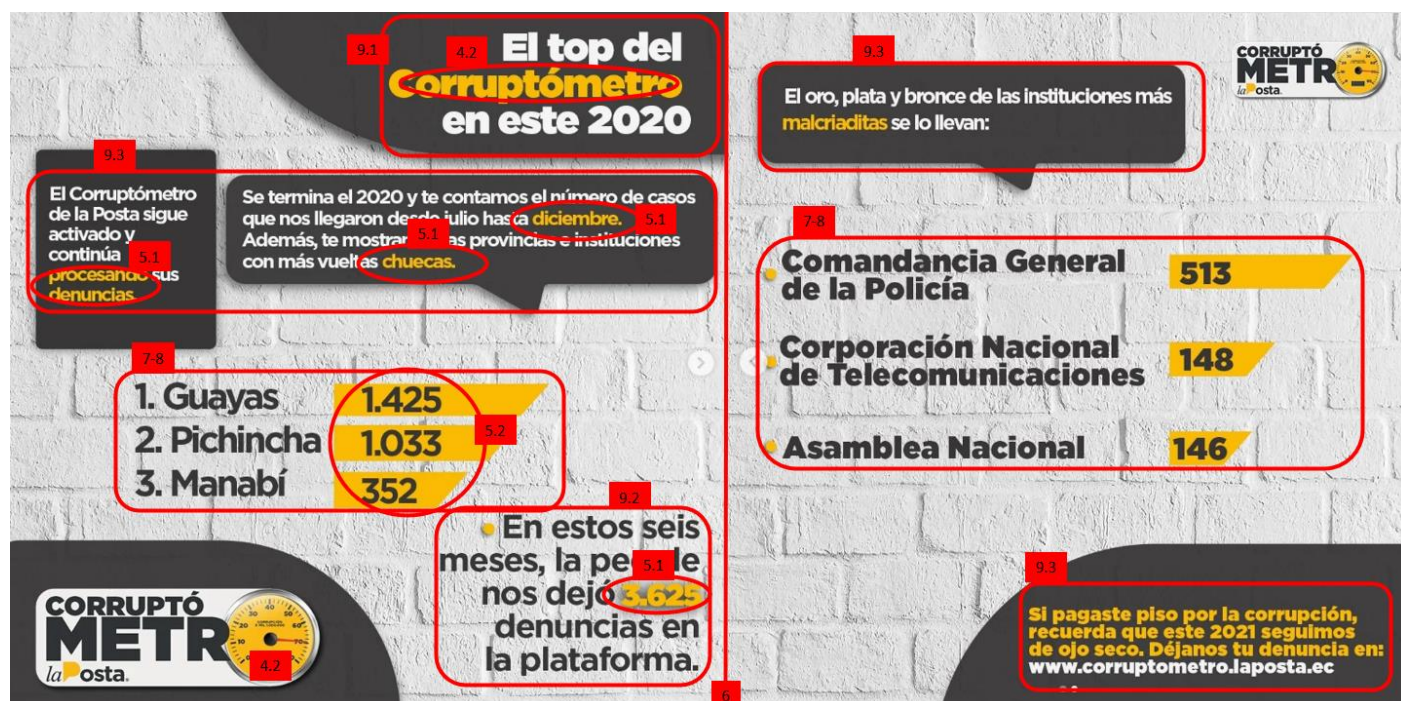 9.1
4.2
El top del
Corruptómetro
en este 2020
9.3
El Corruptómetro
de la Posta sigue
activado y
continúa
5.1
procesando sus
denuncias.
Se termina el 2020 y te contamos el número de casos
que nos llegaron desde julio hasta diciembre.
5.1
Además, te mostramos las provincias e instituciones
5.1
con más vueltas chuecas.
7-8
1. Guayas 1.425
2. Pichincha 1.033
5.2
3. Manabí 352
9.2
En estos seis
meses, la
5.1
nos dejó 3.625
denuncias en
la plataforma.
CORRUPTÓ
METR
laPosta.
4.2
6
9.3
El oro, plata y bronce de las instituciones más
malcriaditas se lo llevan:
CORRUPTÓ
METR
laPosta.
7-8
Comandancia General
de la Policía
513
Corporación Nacional
de Telecomunicaciones
148
Asamblea Nacional
146
9.3
Si pagaste piso por la corrupción,
recuerda que este 2021 seguimos
de ojo seco. Déjanos tu denuncia en:
www.corruptometro.laposta.ec